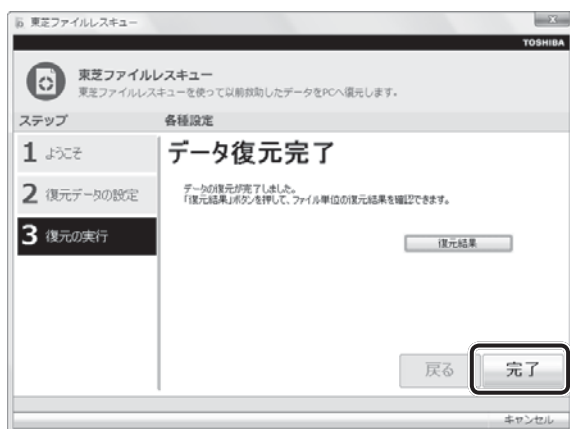 東芝ファイルレスキュー
TOSHIBA
東芝ファイルレスキュー
東芝ファイルレスキューを使って以前救助したデータをPCへ復元します。
ステップ
各種設定
1 ようこそ
2 復元データの設定
3 復元の実行
データ復元完了
データの復元が完了しました。
「復元結果」ボタンを押して、ファイル単位の復元結果を確認できます。
復元結果
戻る
完了
キャンセル